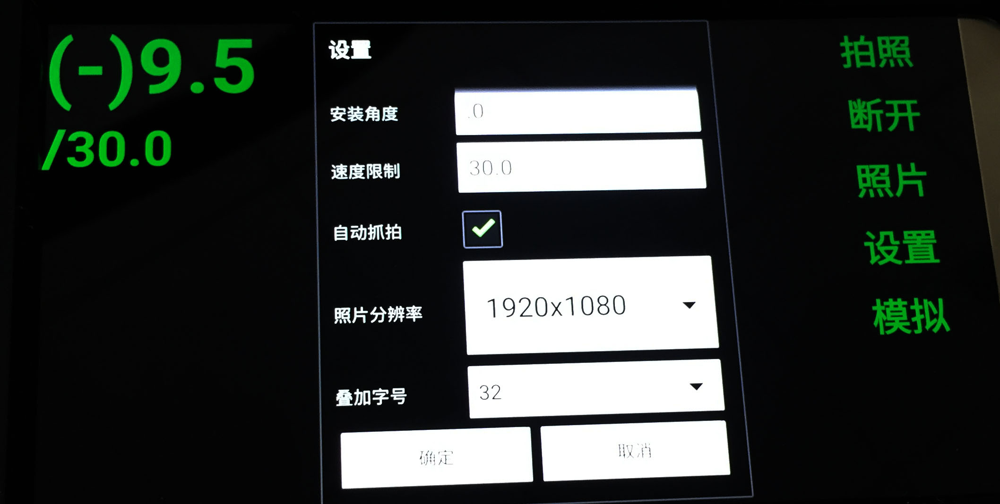 (-)9.5
/30.0
设置
安装角度 .0
速度限制 30.0
自动抓拍
照片分辨率 1920x1080
叠加字号 32
确定 取消
拍照
断开
照片
设置
模拟